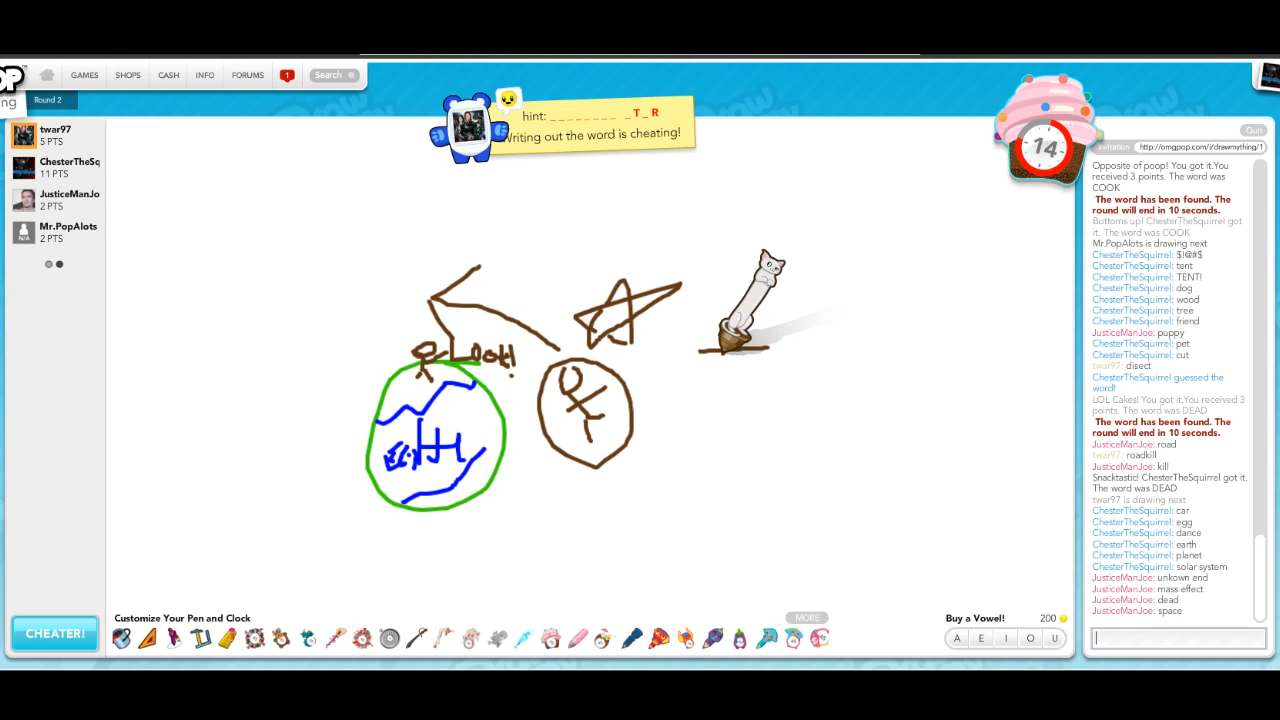 GAMES SHOPS CASH INFO FORUMS 1 Search
ng Round 2
twar97
5 PTS
ChesterTheSq
11 PTS
JusticeManJo
2 PTS
Mr.PopAlots
N/A
2 PTS
hint: _ _ _ _ _ _ _ _ _ T _ R
Writing out the word is cheating!
14
Quit
invitation http://omgpop.com/i/drawmything/1
Opposite of poop! You got it.You
received 3 points. The word was
COOK
The word has been found. The
round will end in 10 seconds.
Bottoms up! ChesterTheSquirrel got
it. The word was COOK
Mr.PopAlots is drawing next
ChesterTheSquirrel: $!@#$
ChesterTheSquirrel: tent
ChesterTheSquirrel: TENT!
ChesterTheSquirrel: dog
ChesterTheSquirrel: wood
ChesterTheSquirrel: tree
ChesterTheSquirrel: friend
JusticeManJoe: puppy
ChesterTheSquirrel: pet
ChesterTheSquirrel: cut
twar97: disect
ChesterTheSquirrel guessed the
word!
LOL Cakes! You got it.You received 3
points. The word was DEAD
The word has been found. The
round will end in 10 seconds.
JusticeManJoe: road
twar97: roadkill
JusticeManJoe: kill
Snacktastic! ChesterTheSquirrel got it.
The word was DEAD
twar97 is drawing next
ChesterTheSquirrel: car
ChesterTheSquirrel: egg
ChesterTheSquirrel: dance
ChesterTheSquirrel: earth
ChesterTheSquirrel: planet
ChesterTheSquirrel: solar system
JusticeManJoe: unkown end
JusticeManJoe: mass effect
JusticeManJoe: dead
JusticeManJoe: space
Look!
CHEATER!
Customize Your Pen and Clock
MORE
Buy a Vowel! 200
A E I O U